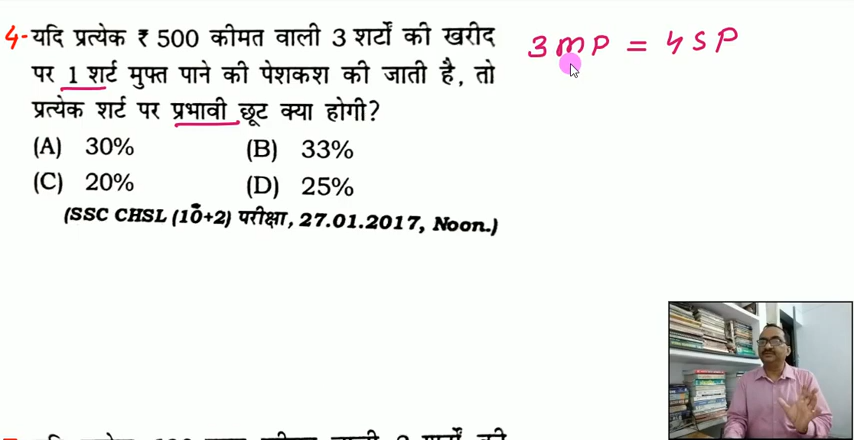 4- यदि प्रत्येक ₹ 500 कीमत वाली 3 शर्टों की खरीद
पर 1 शर्ट मुफ्त पाने की पेशकश की जाती है, तो
प्रत्येक शर्ट पर प्रभावी छूट क्या होगी?
(A) 30% (B) 33%
(C) 20% (D) 25%
(SSC CHSL (10+2) परीक्षा, 27.01.2017, Noon.)
3 MP = 4 SP